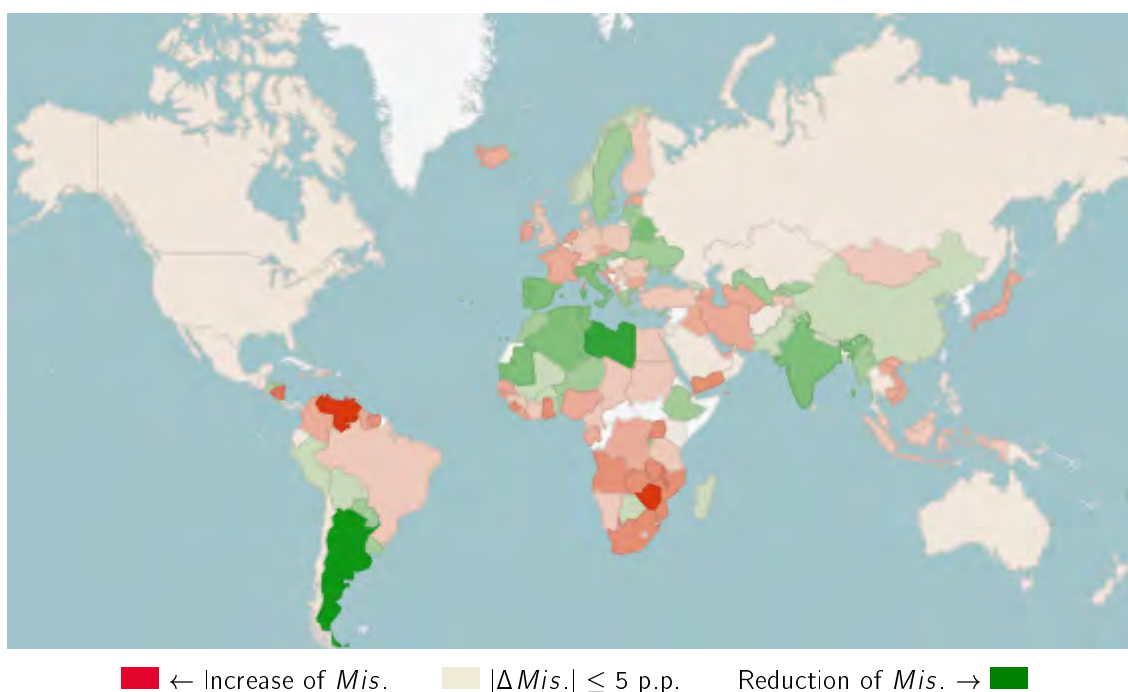 ← Increase of Mis. |ΔMis.| ≤ 5 p.p. Reduction of Mis. →